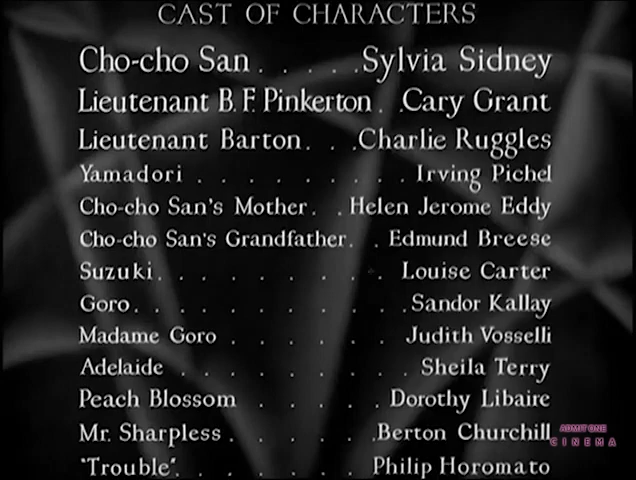 CAST OF CHARACTERS
Cho-cho San . . . . . Sylvia Sidney
Lieutenant B. F. Pinkerton . . Cary Grant
Lieutenant Barton . . . Charlie Ruggles
Yamadori . . . . . . . . . Irving Pichel
Cho-cho San's Mother . . Helen Jerome Eddy
Cho-cho San's Grandfather . . Edmund Breese
Suzuki . . . . . . . . . Louise Carter
Goro . . . . . . . . . . . Sandor Kallay
Madame Goro . . . . . . Judith Vosselli
Adelaide . . . . . . . . . Sheila Terry
Peach Blossom . . . . . Dorothy Libaire
Mr. Sharpless . . . . . . Berton Churchill
"Trouble" . . . . . . . Philip Horomato
ADMIT ONE
CINEMA